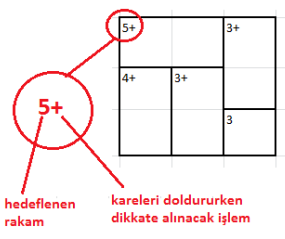 5+
3+
4+
3+
5+
3
hedeflenen
rakam
kareleri doldururken
dikkate alınacak işlem